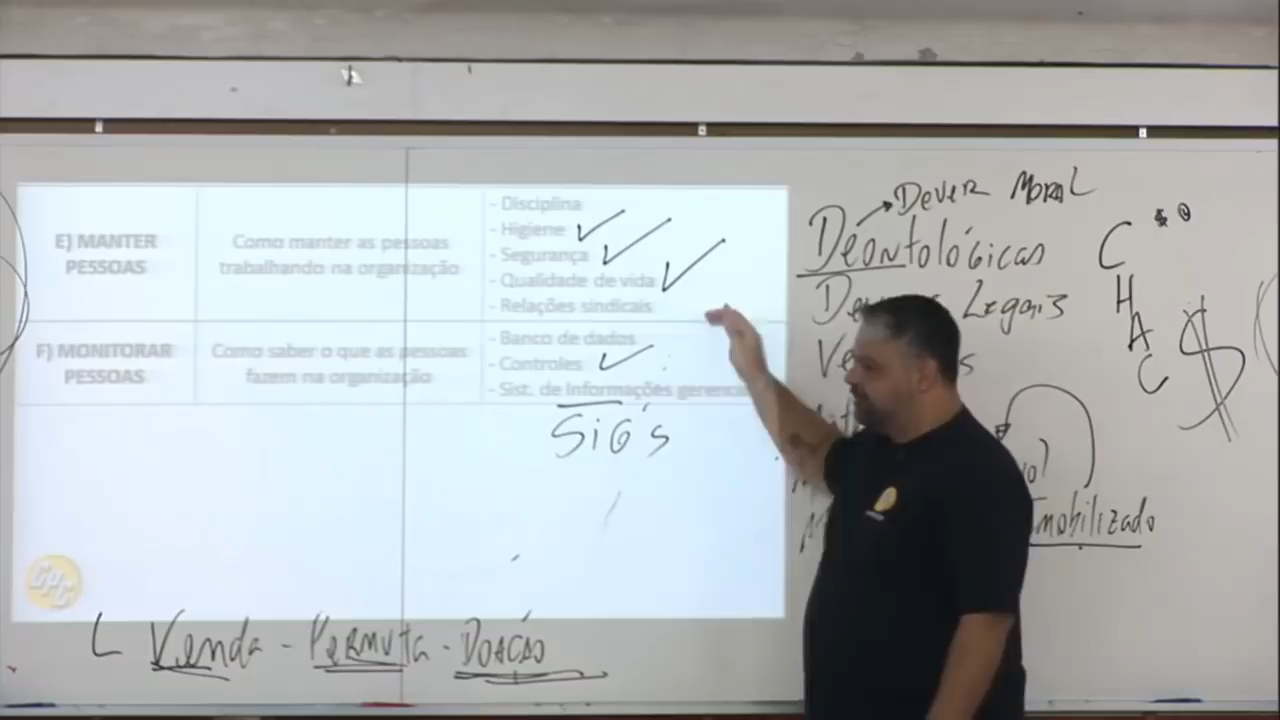 E) MANTER
PESSOAS
Como manter as pessoas
trabalhando na organização
- Disciplina
- Higiene
- Segurança
- Qualidade de vida
- Relações sindicais
F) MONITORAR
PESSOAS
Como saber o que as pessoas
fazem na organização
- Banco de dados
- Controles
- Sist. de Informações
SiG's
Venda - PERMUTA - DOACÃO
DeveR MORAL
Deontológicas
Legais
C
H
A
C
$
Imobilizado